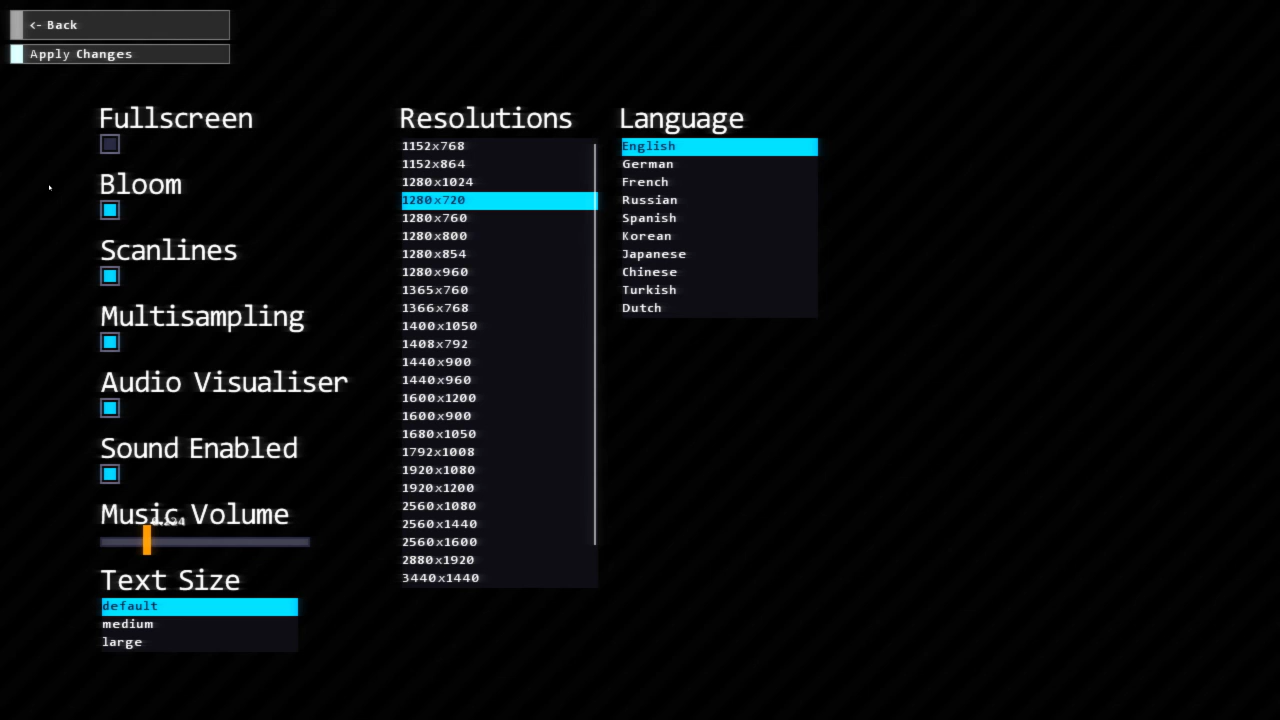 <- Back
Apply Changes
Fullscreen
Bloom
Scanlines
Multisampling
Audio Visualiser
Sound Enabled
Music Volume
Text Size
default
medium
large
Resolutions
1152x768
1152x864
1280x1024
1280x720
1280x760
1280x800
1280x854
1280x960
1365x760
1366x768
1400x1050
1408x792
1440x900
1440x960
1600x1200
1600x900
1680x1050
1792x1008
1920x1080
1920x1200
2560x1080
2560x1440
2560x1600
2880x1920
3440x1440
Language
English
German
French
Russian
Spanish
Korean
Japanese
Chinese
Turkish
Dutch